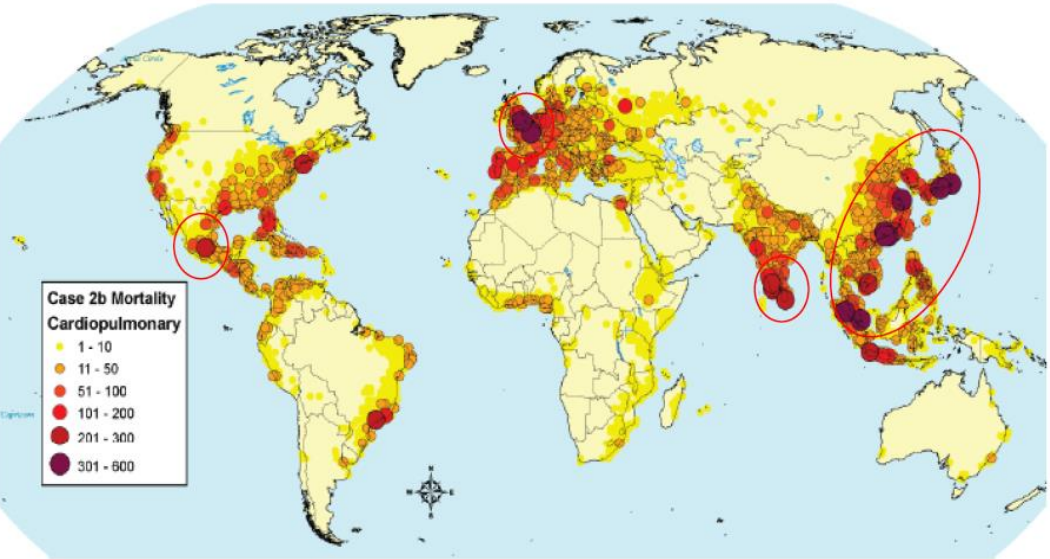 Case 2b Mortality
Cardiopulmonary
1 - 10
11 - 50
51 - 100
101 - 200
201 - 300
301 - 600
N
W
E
S